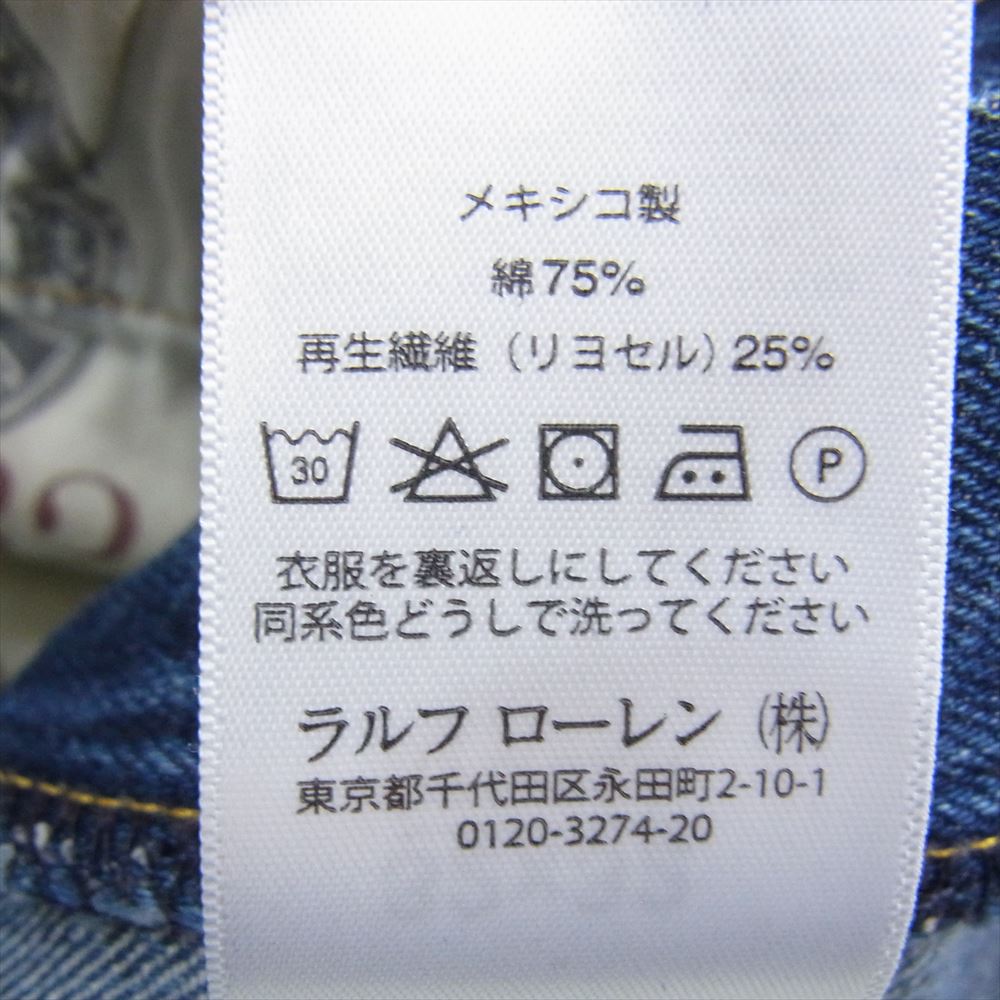 メキシコ製
綿75%
再生繊維（リヨセル）25%
30 P
衣服を裏返しにしてください
同系色どうしで洗ってください
ラルフ ローレン（株）
東京都千代田区永田町2-10-1
0120-3274-20